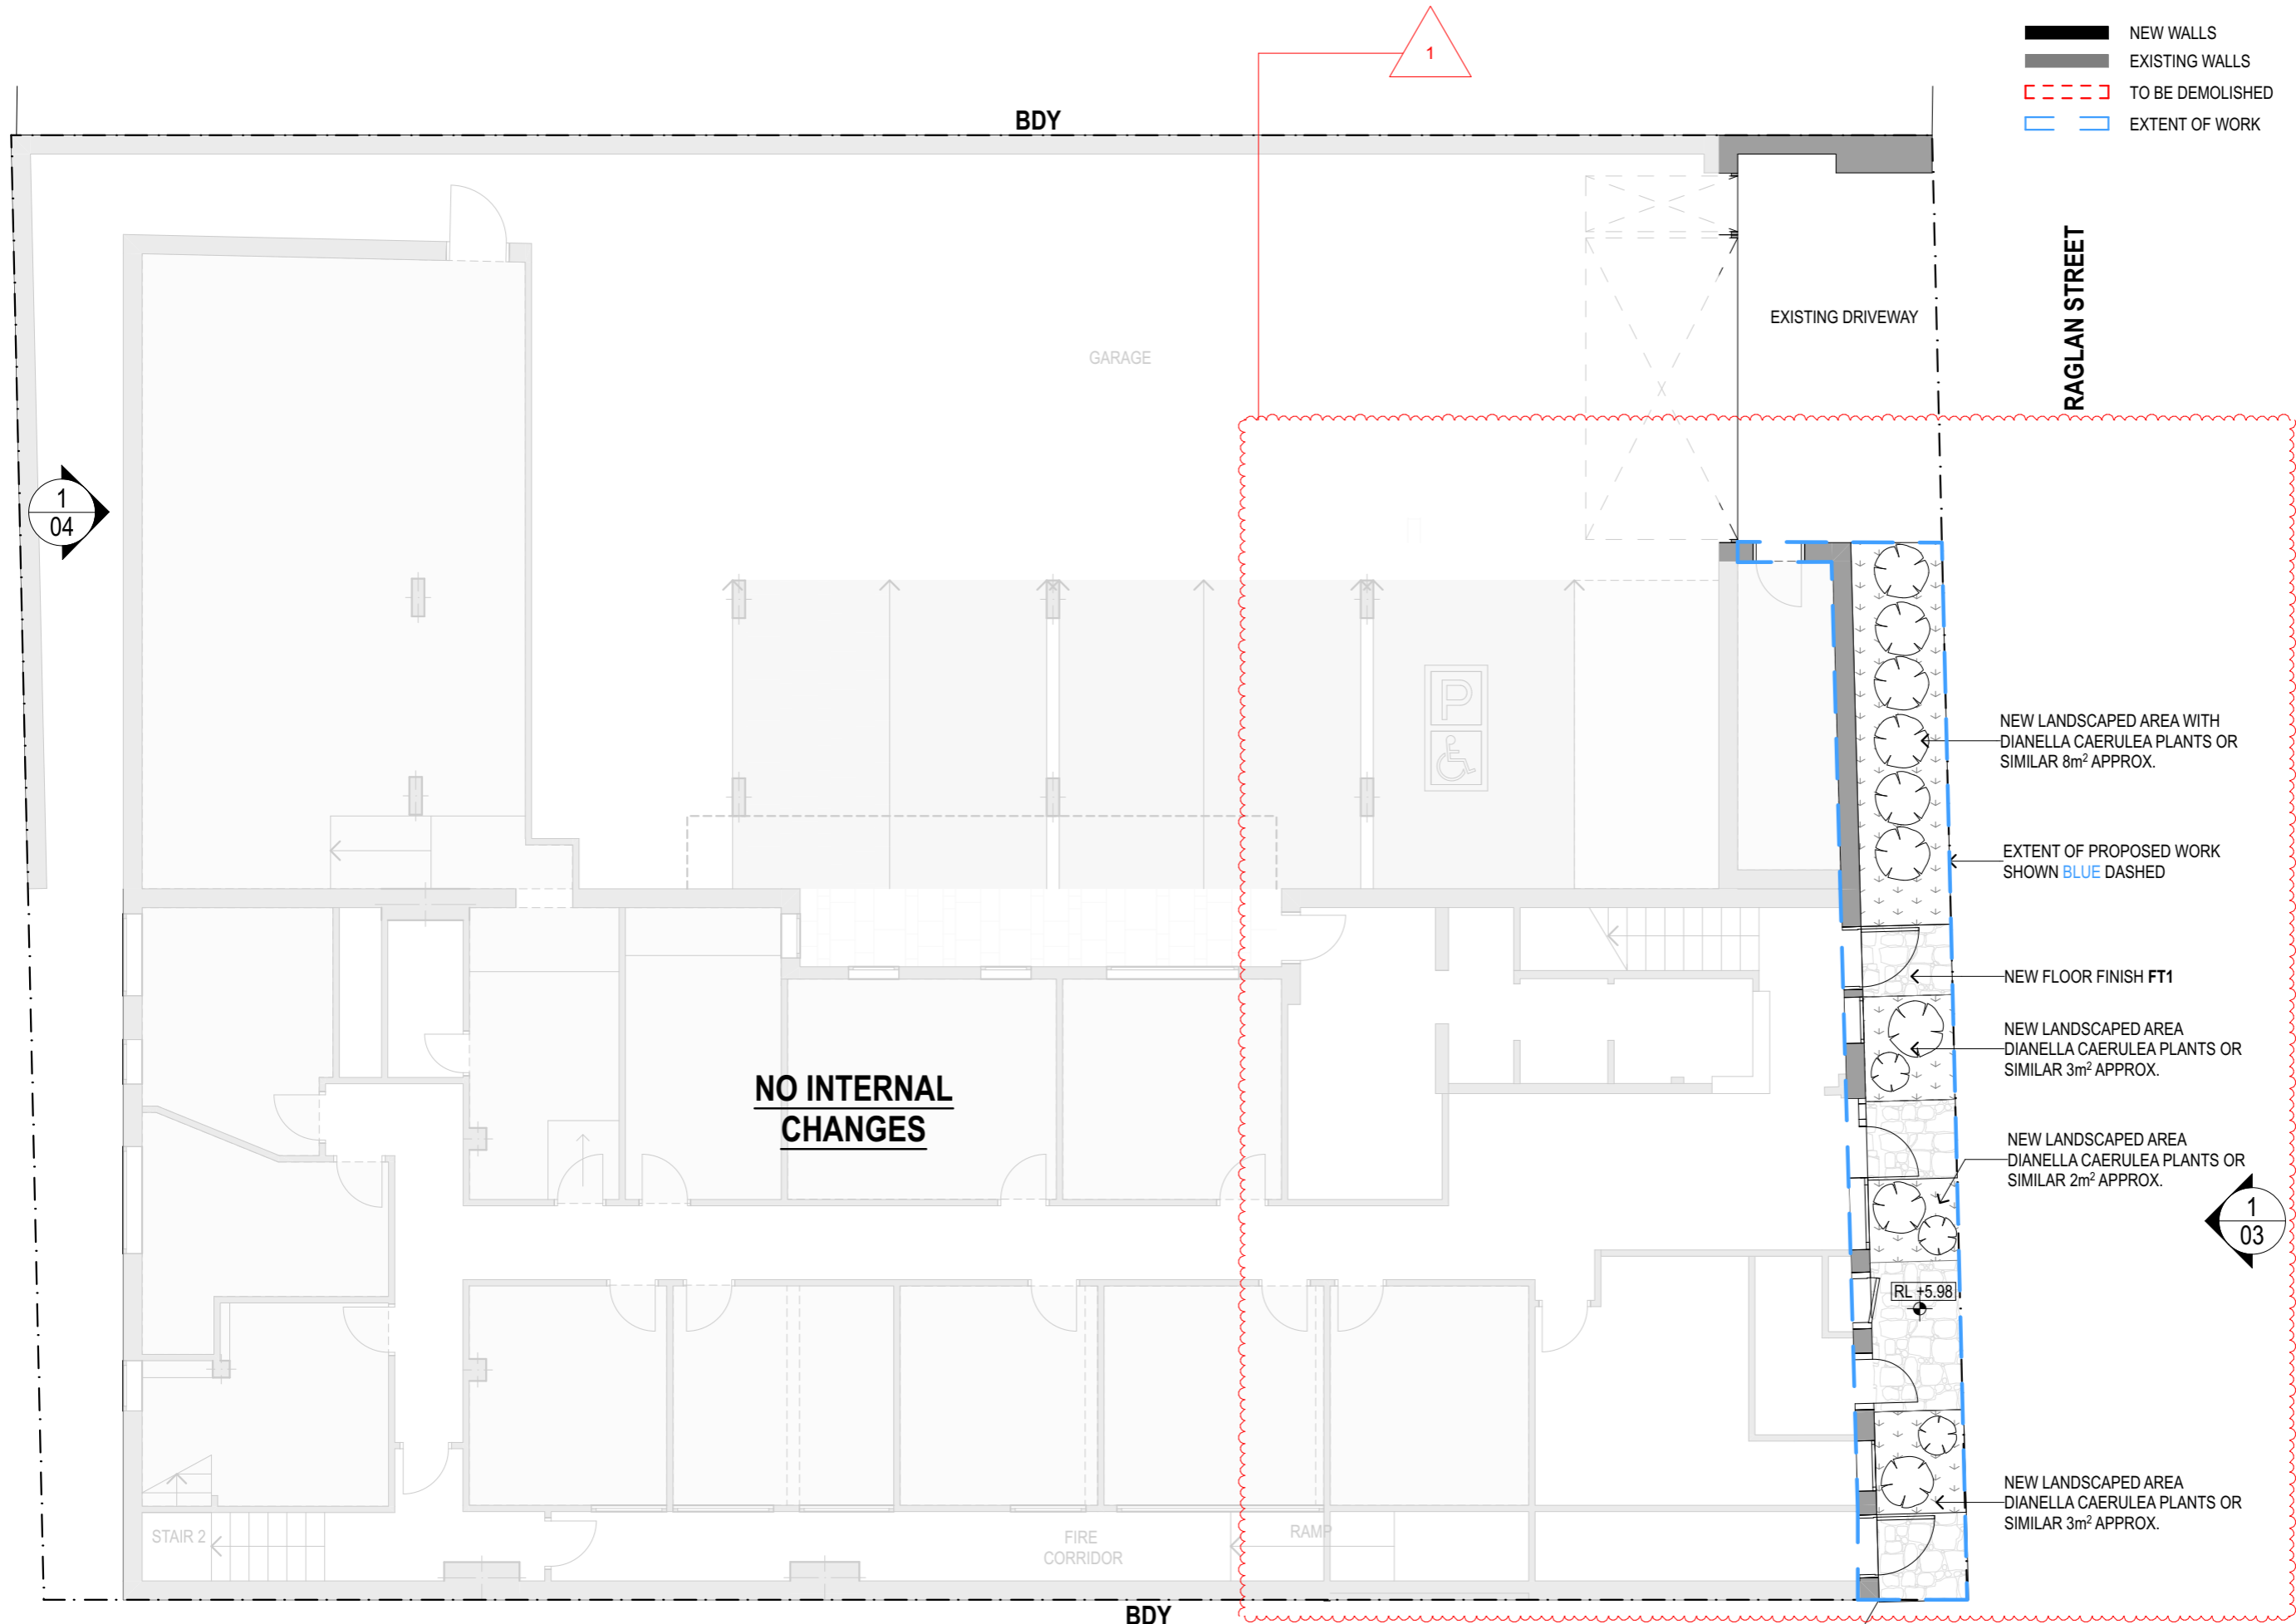 1
NEW WALLS
EXISTING WALLS
TO BE DEMOLISHED
EXTENT OF WORK
BDY
RAGLAN STREET
EXISTING DRIVEWAY
GARAGE
1
04
P
NEW LANDSCAPED AREA WITH
DIANELLA CAERULEA PLANTS OR
SIMILAR 8m² APPROX.
EXTENT OF PROPOSED WORK
SHOWN BLUE DASHED
NEW FLOOR FINISH FT1
NEW LANDSCAPED AREA
DIANELLA CAERULEA PLANTS OR
SIMILAR 3m² APPROX.
NO INTERNAL
CHANGES
NEW LANDSCAPED AREA
DIANELLA CAERULEA PLANTS OR
SIMILAR 2m² APPROX.
1
03
RL +5.98
NEW LANDSCAPED AREA
DIANELLA CAERULEA PLANTS OR
SIMILAR 3m² APPROX.
STAIR 2
FIRE
CORRIDOR
RAMP
BDY